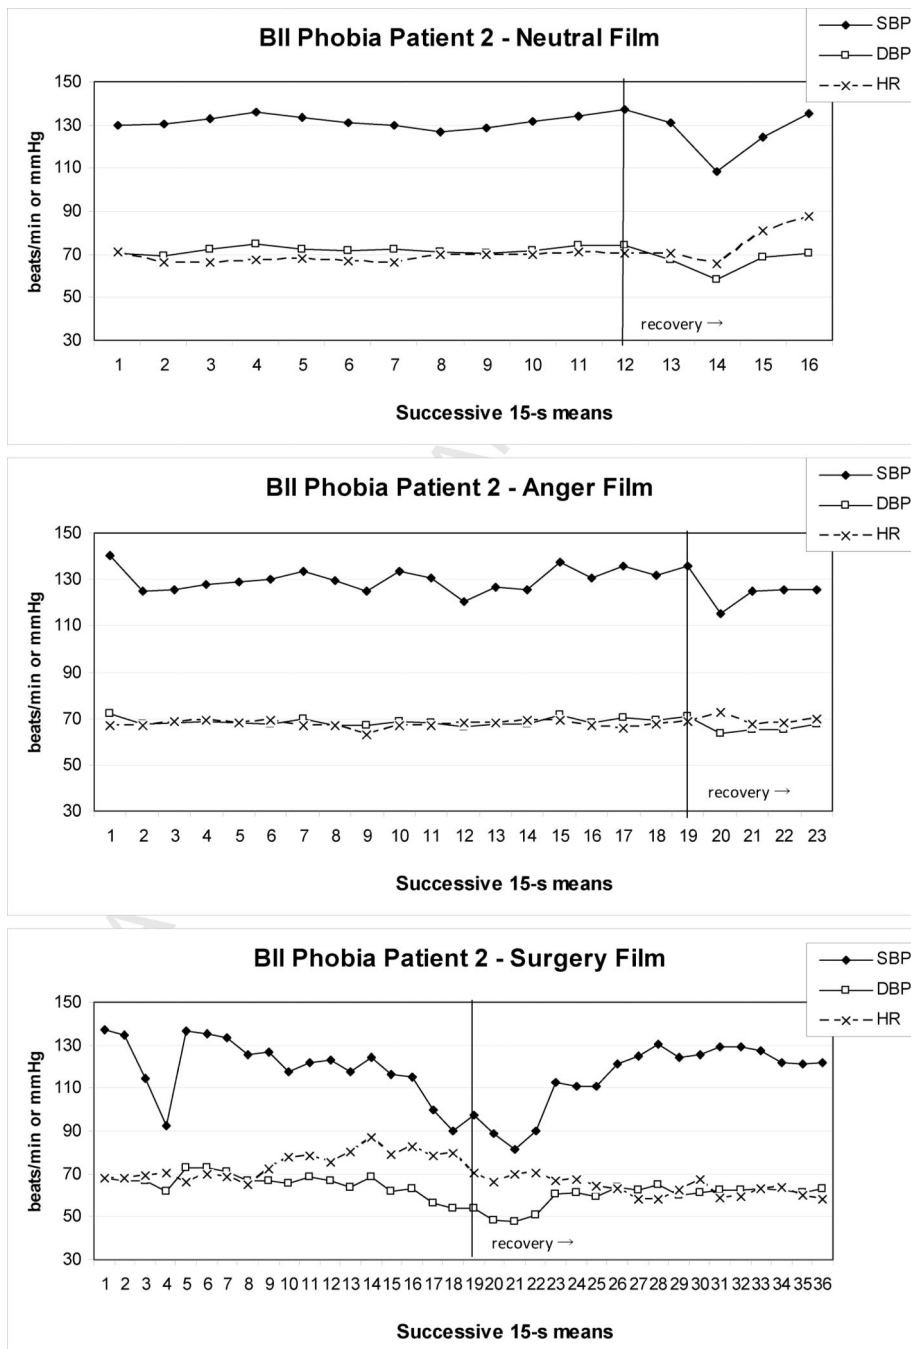 BII Phobia Patient 2 - Neutral Film
SBP
DBP
HR
beats/min or mmHg
150
130
110
90
70
50
30
recovery →
1 2 3 4 5 6 7 8 9 10 11 12 13 14 15 16
Successive 15-s means
BII Phobia Patient 2 - Anger Film
SBP
DBP
HR
beats/min or mmHg
150
130
110
90
70
50
30
recovery →
1 2 3 4 5 6 7 8 9 10 11 12 13 14 15 16 17 18 19 20 21 22 23
Successive 15-s means
BII Phobia Patient 2 - Surgery Film
SBP
DBP
HR
beats/min or mmHg
150
130
110
90
70
50
30
recovery →
1 2 3 4 5 6 7 8 9 10 11 12 13 14 15 16 17 18 19 20 21 22 23 24 25 26 27 28 29 30 31 32 33 34 35 36
Successive 15-s means